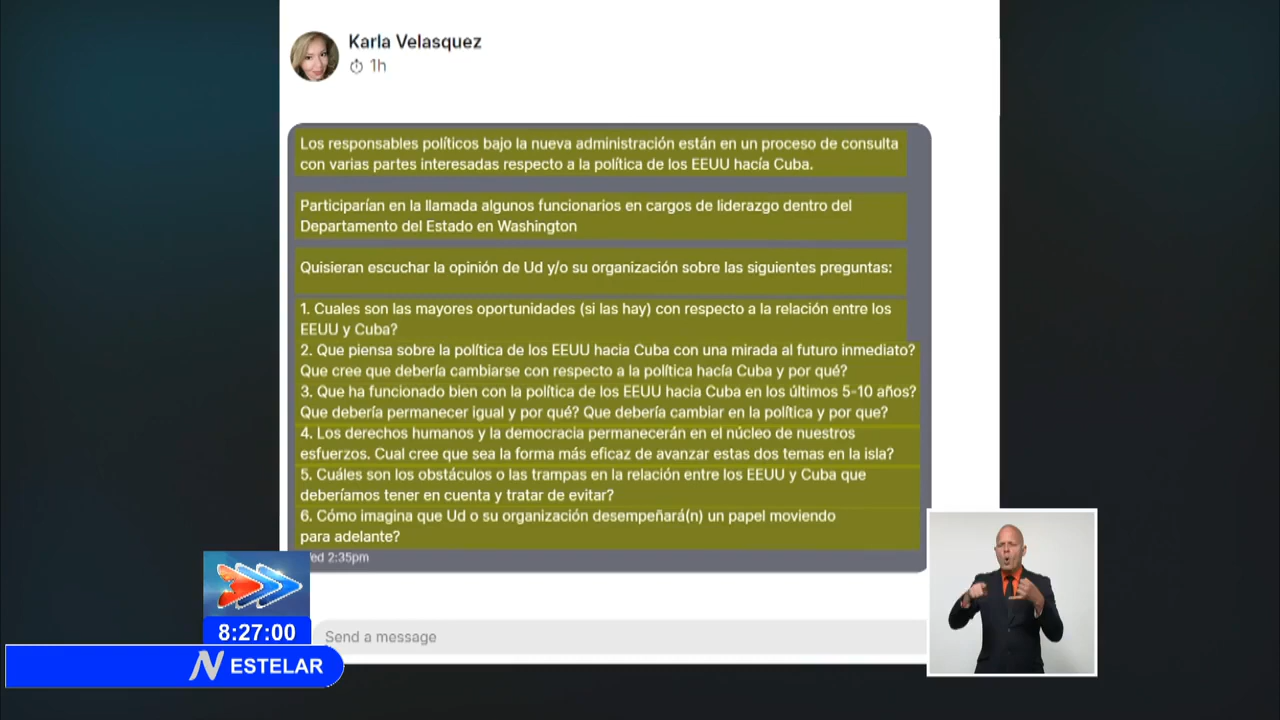 Karla Velasquez
1h
Los responsables políticos bajo la nueva administración están en un proceso de consulta
con varias partes interesadas respecto a la política de los EEUU hacía Cuba.
Participarían en la llamada algunos funcionarios en cargos de liderazgo dentro del
Departamento del Estado en Washington
Quisieran escuchar la opinión de Ud y/o su organización sobre las siguientes preguntas:
1. Cuales son las mayores oportunidades (si las hay) con respecto a la relación entre los
EEUU y Cuba?
2. Que piensa sobre la política de los EEUU hacia Cuba con una mirada al futuro inmediato?
Que cree que debería cambiarse con respecto a la política hacía Cuba y por qué?
3. Que ha funcionado bien con la política de los EEUU hacia Cuba en los últimos 5-10 años?
Que debería permanecer igual y por qué? Que debería cambiar en la política y por que?
4. Los derechos humanos y la democracia permanecerán en el núcleo de nuestros
esfuerzos. Cual cree que sea la forma más eficaz de avanzar estas dos temas en la isla?
5. Cuáles son los obstáculos o las trampas en la relación entre los EEUU y Cuba que
deberíamos tener en cuenta y tratar de evitar?
6. Cómo imagina que Ud o su organización desempeñará(n) un papel moviendo
para adelante?
2:35pm
Send a message
8:27:00
N ESTELAR